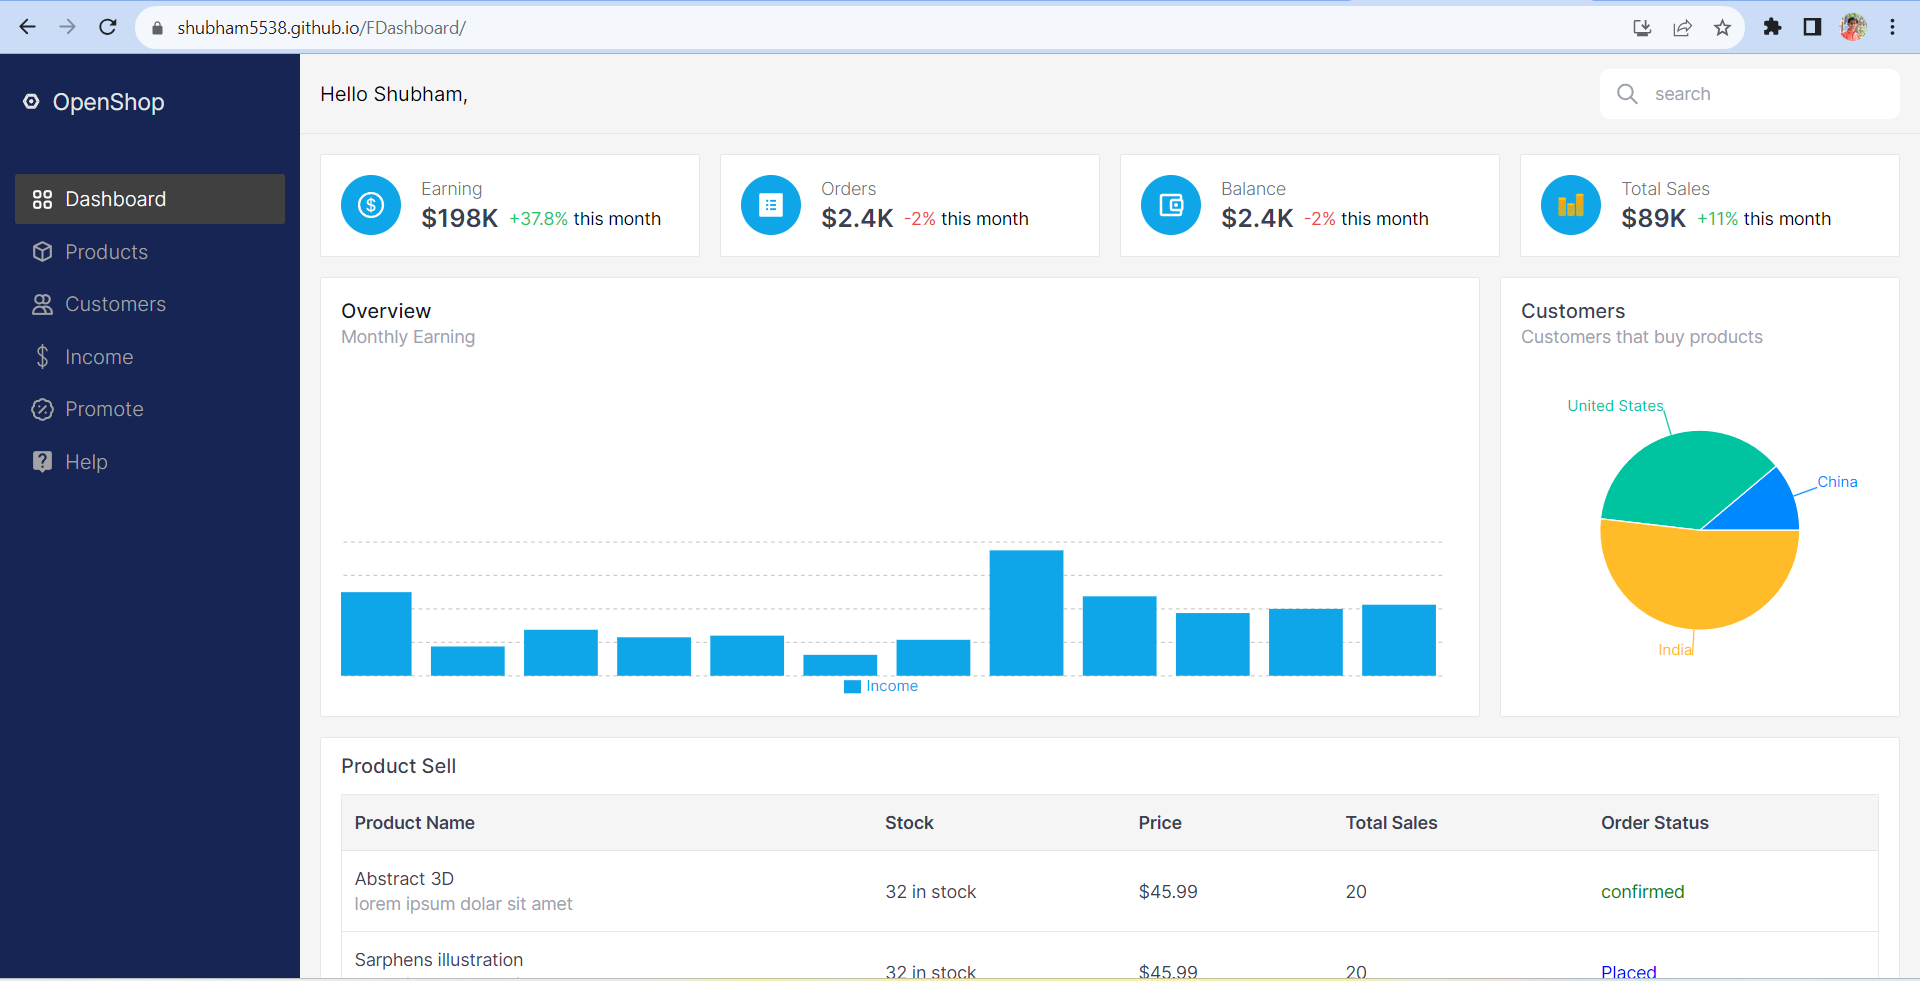 shubham5538.github.io/FDashboard/
OpenShop
Dashboard
Products
Customers
Income
Promote
Help
Hello Shubham,
search
Earning
$198K +37.8% this month
Orders
$2.4K -2% this month
Balance
$2.4K -2% this month
Total Sales
$89K +11% this month
Overview
Monthly Earning
Income
Customers
Customers that buy products
United States
China
India
Product Sell
Product Name Stock Price Total Sales Order Status
Abstract 3D
lorem ipsum dolar sit amet
32 in stock $45.99 20 confirmed
Sarphens illustration
32 in stock $45.99 20 Placed